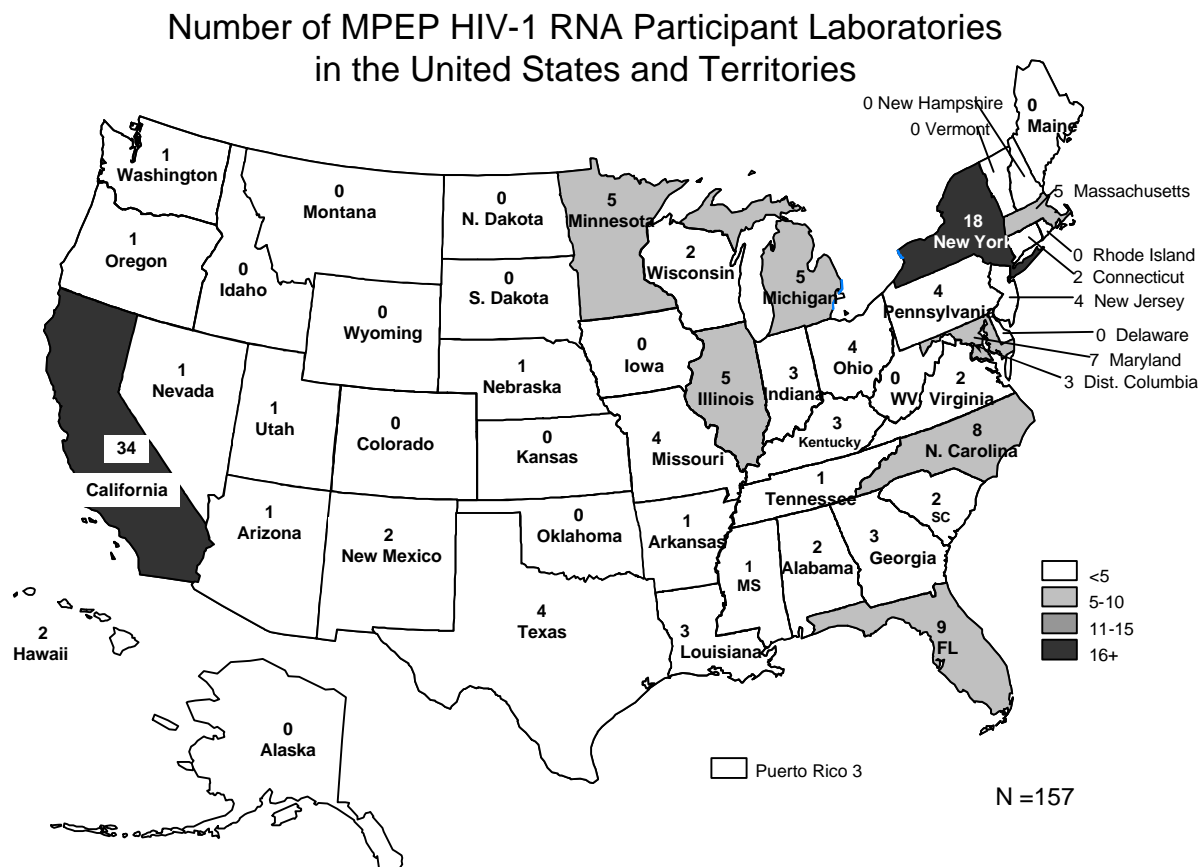 Number of MPEP HIV-1 RNA Participant Laboratories
in the United States and Territories
0 New Hampshire
0 Vermont
0
Maine
1
Washington
0
Montana
0
N. Dakota
5
Minnesota
5 Massachusetts
18
New York
1
Oregon
0
Idaho
2
Wisconsin
0 Rhode Island
2 Connecticut
0
S. Dakota
5
Michigan
4 New Jersey
0
Wyoming
4
Pennsylvania
0 Delaware
7 Maryland
3 Dist. Columbia
0
Iowa
4
Ohio
1
Nevada
1
Nebraska
5
Illinois
3
Indiana
0
WV
2
Virginia
1
Utah
0
Colorado
0
Kansas
4
Missouri
3
Kentucky
8
N. Carolina
34
California
1
Tennessee
1
Arizona
2
New Mexico
0
Oklahoma
1
Arkansas
2
SC
1
MS
2
Alabama
3
Georgia
<5
5-10
11-15
16+
4
Texas
3
Louisiana
9
FL
2
Hawaii
0
Alaska
Puerto Rico 3
N =157